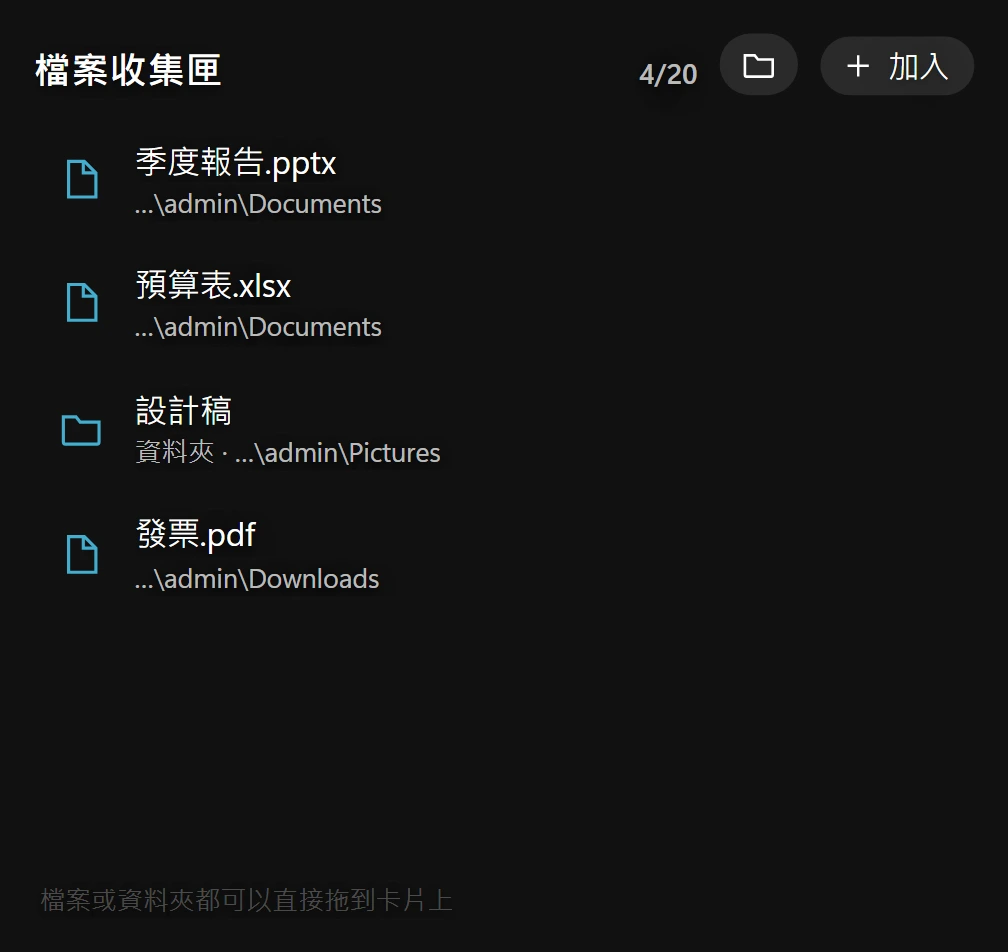 檔案收集匣
4/20
加入
季度報告.pptx
...\admin\Documents
預算表.xlsx
...\admin\Documents
設計稿
資料夾 · ...\admin\Pictures
發票.pdf
...\admin\Downloads
檔案或資料夾都可以直接拖到卡片上